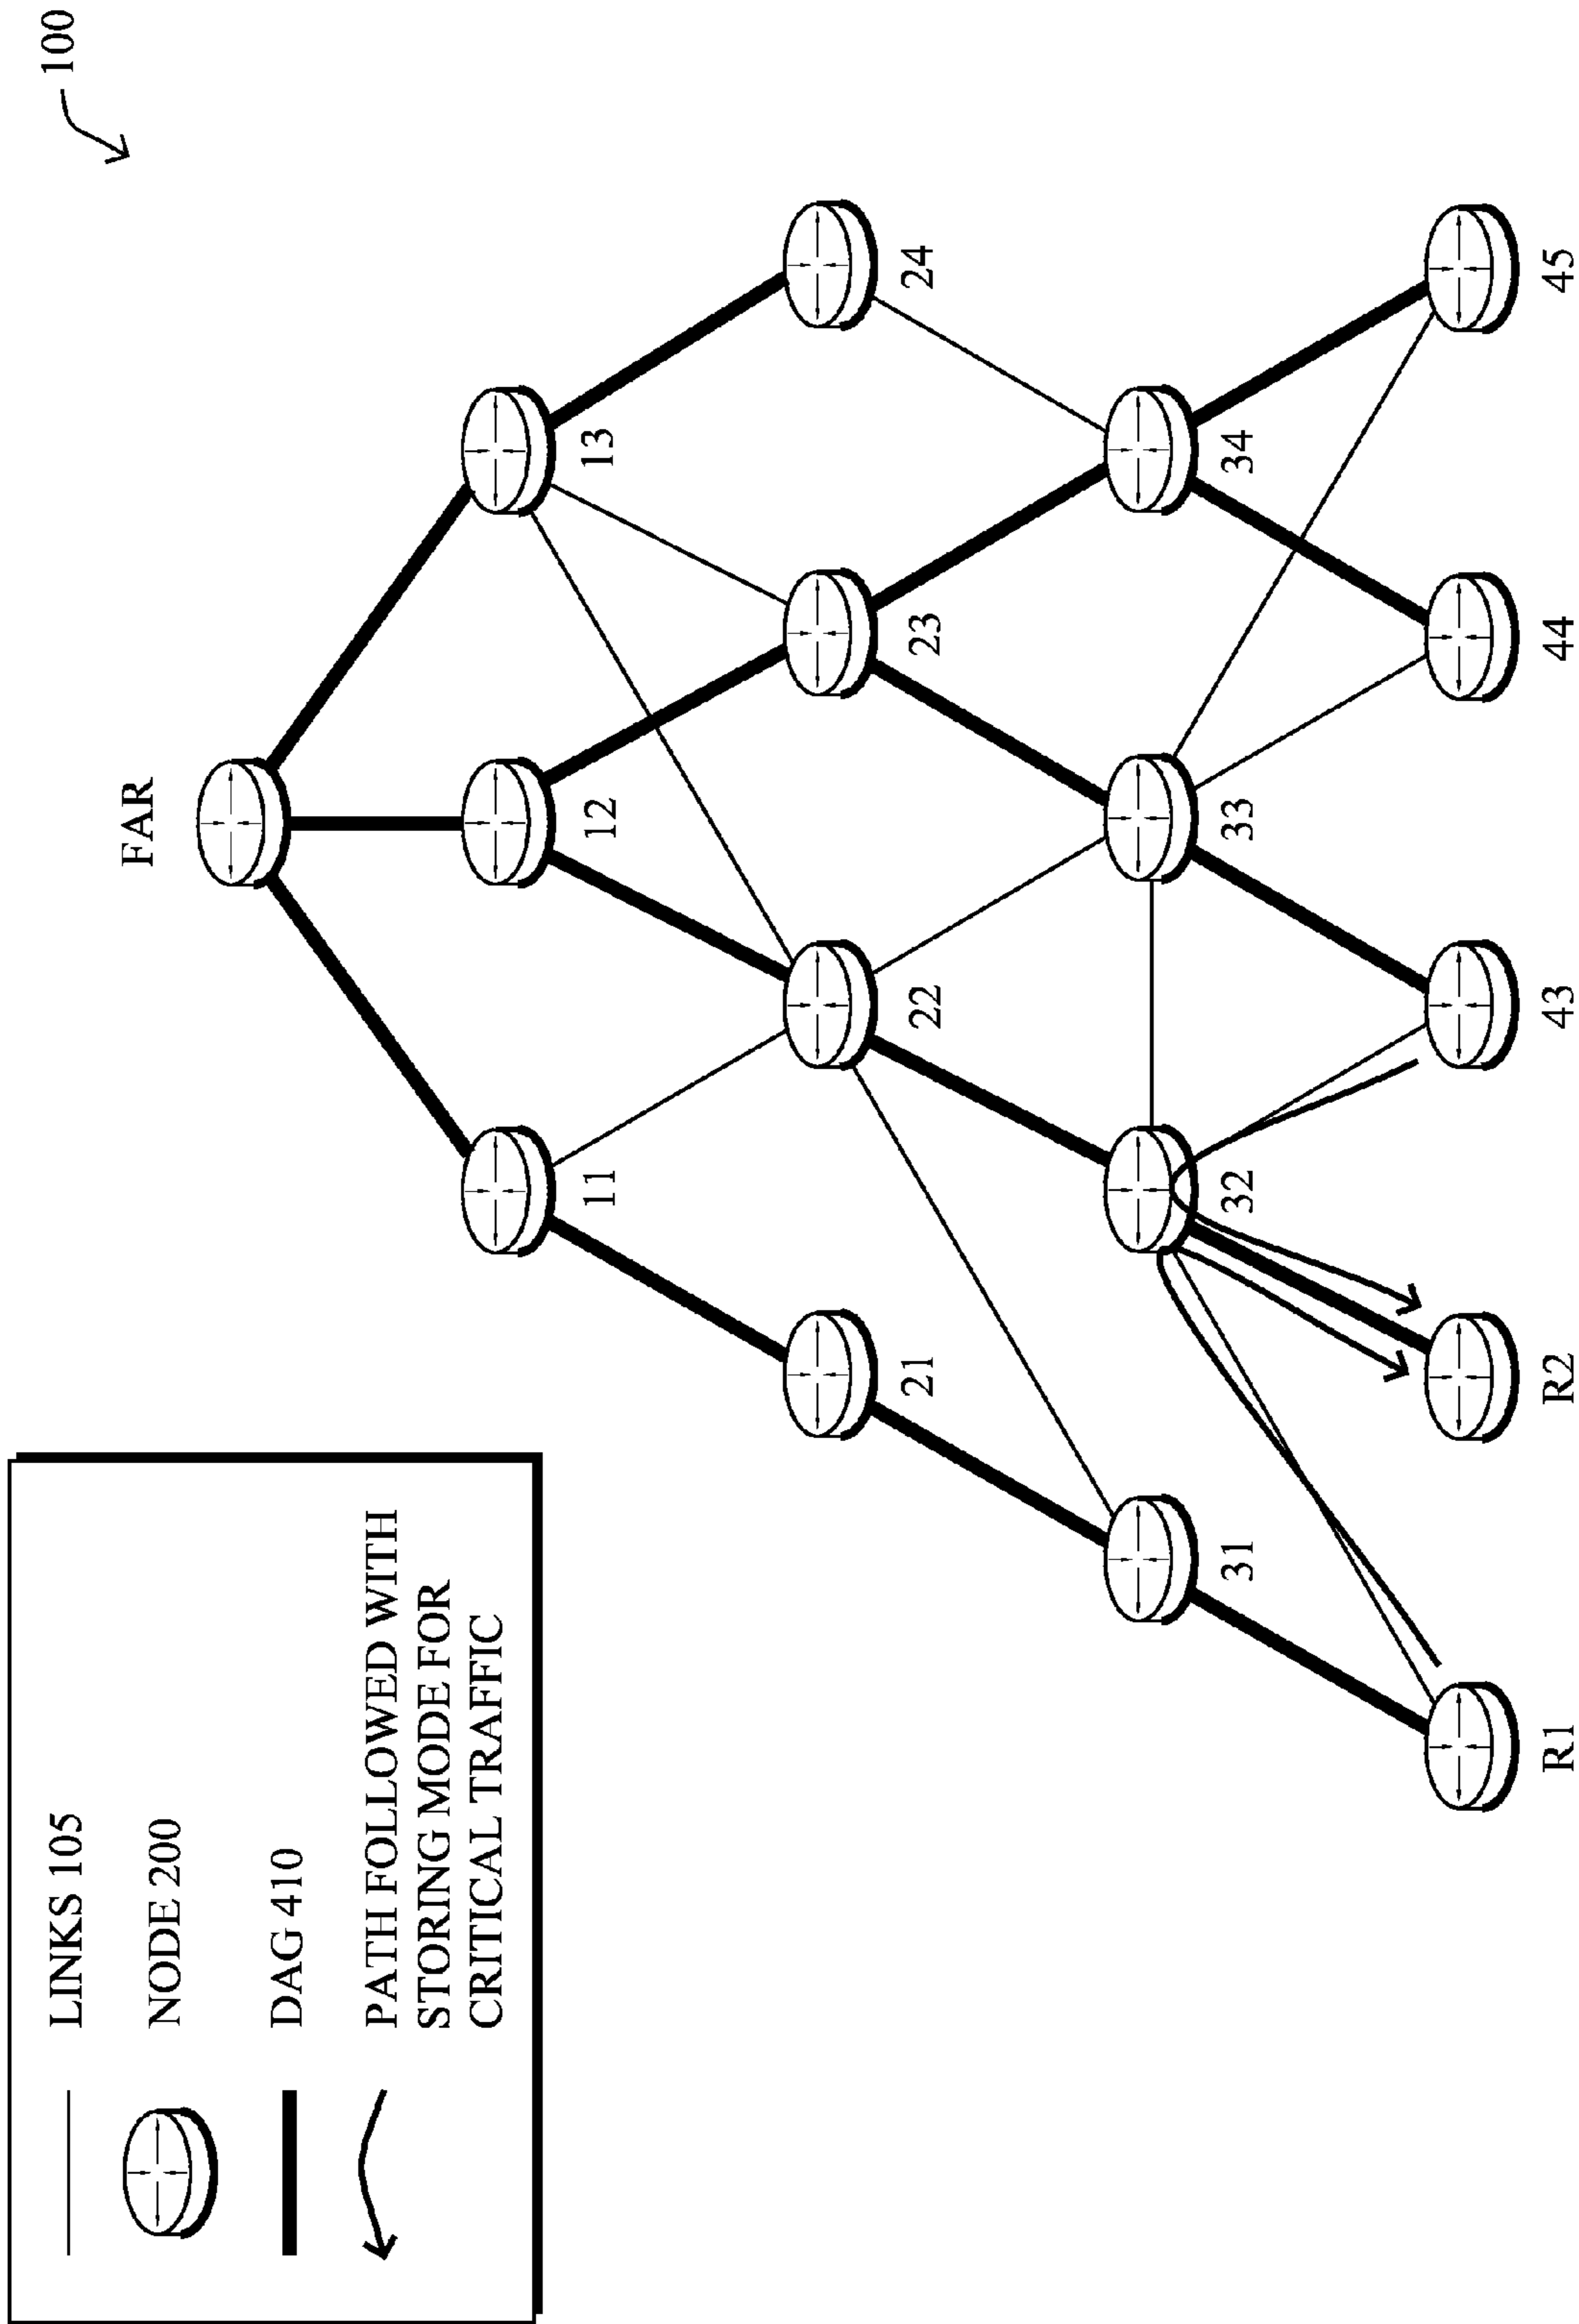 LINKS 105
NODE 200
DAG 410
PATH FOLLOWED WITH
STORING MODE FOR
CRITICAL TRAFFIC
100
FAR
11
12
13
21
22
23
24
31
32
33
34
R1
R2
43
44
45